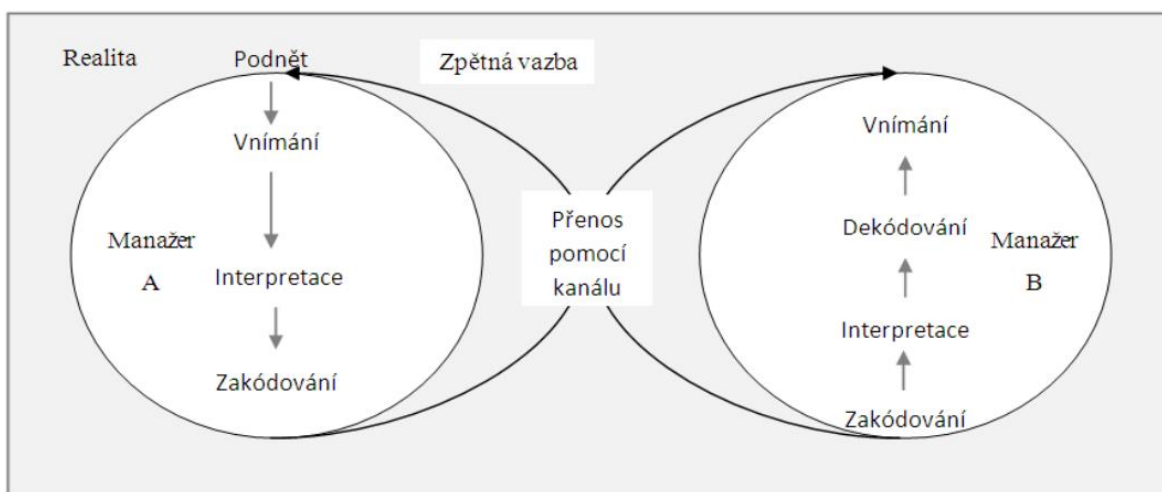 Realita
Podnět
Zpětná vazba
Vnímání
Manažer
A
Interpretace
Zakódování
Přenos
pomocí
kanálu
Vnímání
Dekódování
Manažer
B
Interpretace
Zakódování